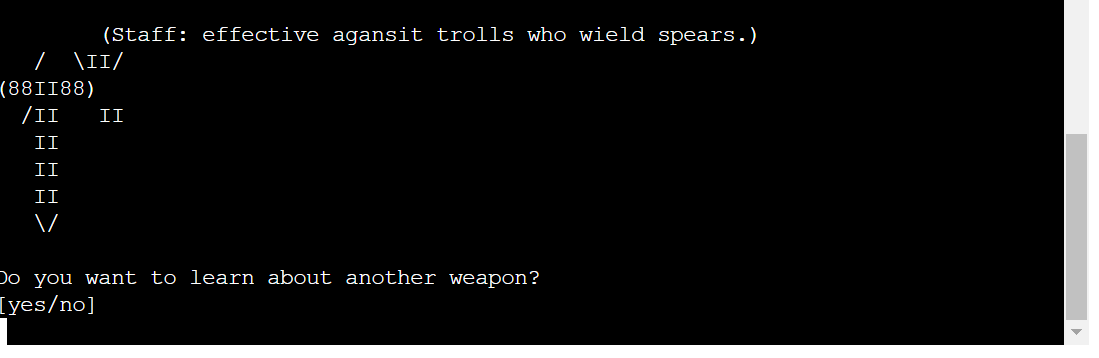 (Staff: effective agansit trolls who wield spears.)
   /  \II/
(88II88)
  /II   II
   II
   II
   II
   \/
Do you want to learn about another weapon?
[yes/no]